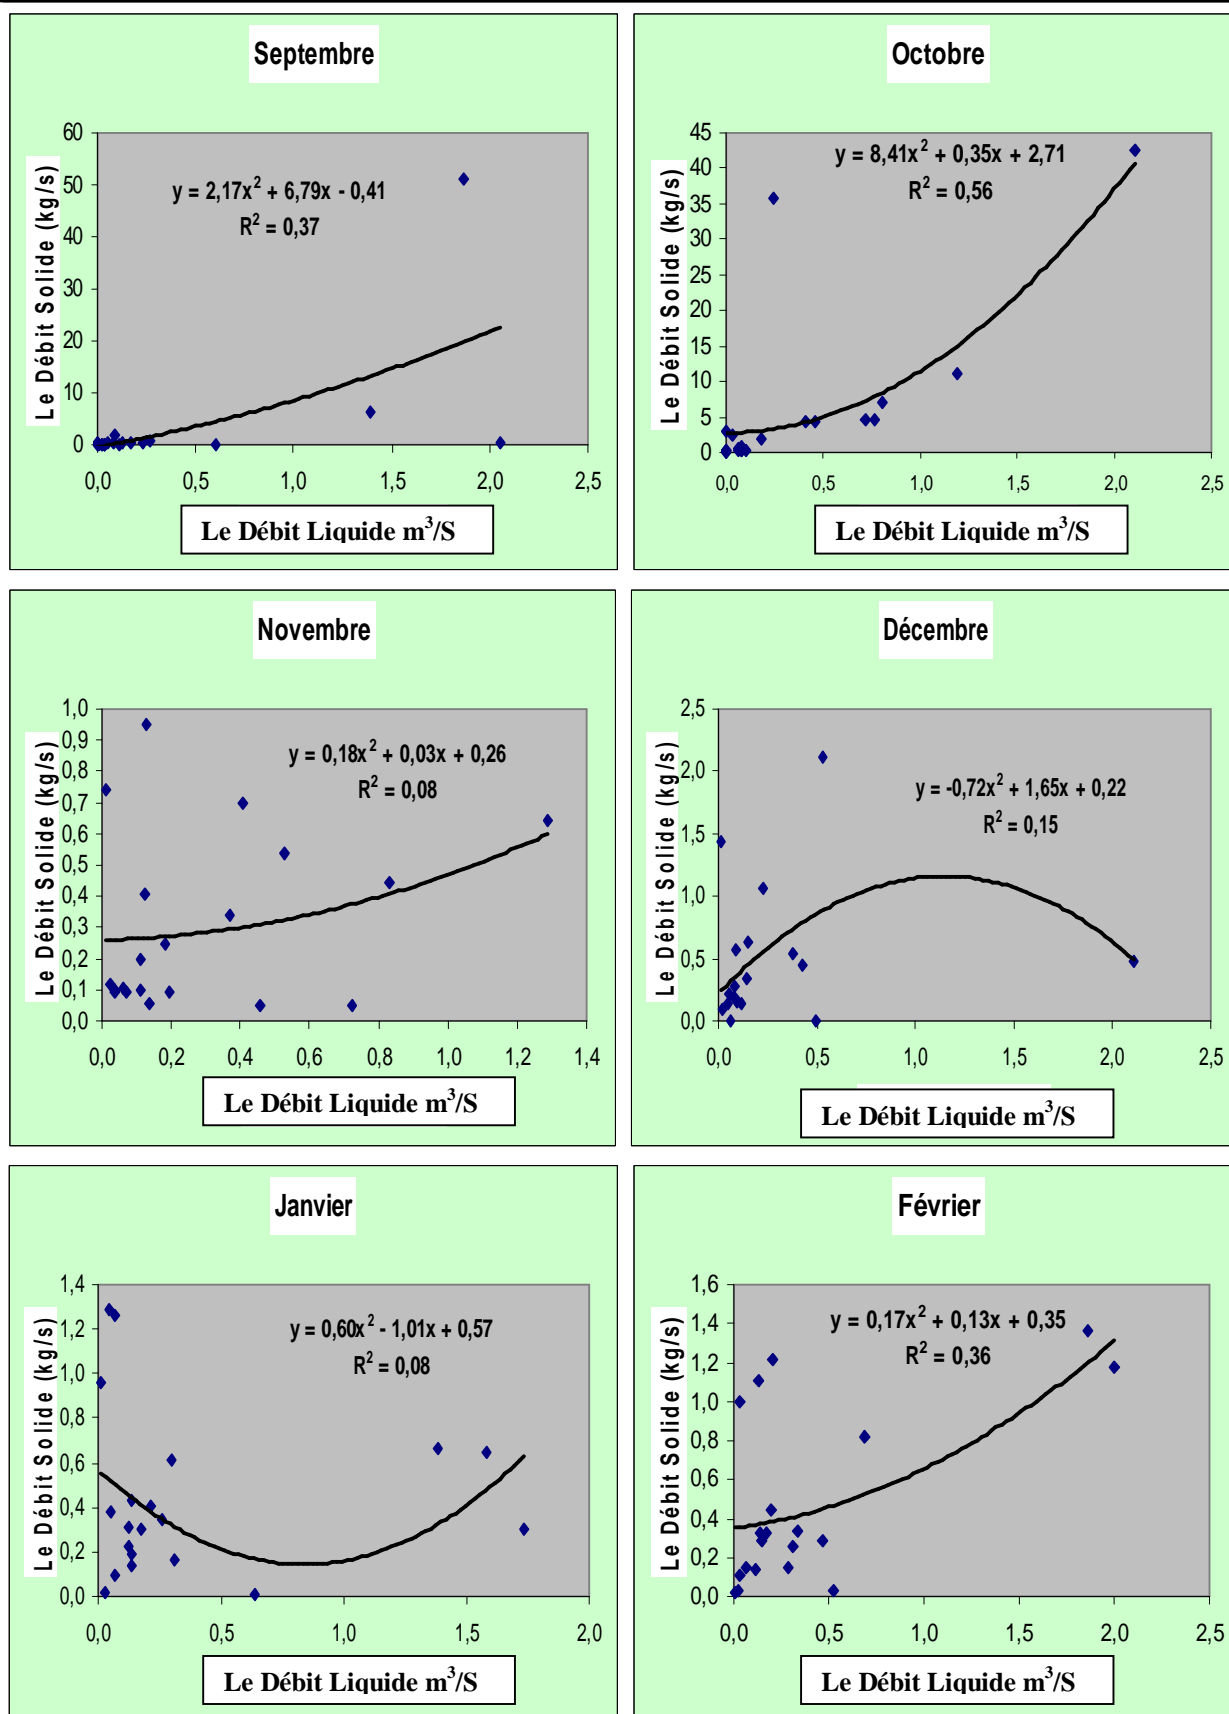 Septembre
60
50
40
30
20
10
0
Le Débit Solide (kg/s)
y = 2,17x² + 6,79x - 0,41
R² = 0,37
0,0 0,5 1,0 1,5 2,0 2,5
Le Débit Liquide m³/S
Octobre
45
40
35
30
25
20
15
10
5
0
Le Débit Solide (kg/s)
y = 8,41x² + 0,35x + 2,71
R² = 0,56
0,0 0,5 1,0 1,5 2,0 2,5
Le Débit Liquide m³/S
Novembre
1,0
0,9
0,8
0,7
0,6
0,5
0,4
0,3
0,2
0,1
0,0
Le Débit Solide (kg/s)
y = 0,18x² + 0,03x + 0,26
R² = 0,08
0,0 0,2 0,4 0,6 0,8 1,0 1,2 1,4
Le Débit Liquide m³/S
Décembre
2,5
2,0
1,5
1,0
0,5
0,0
Le Débit Solide (kg/s)
y = -0,72x² + 1,65x + 0,22
R² = 0,15
0,0 0,5 1,0 1,5 2,0 2,5
Le Débit Liquide m³/S
Janvier
1,4
1,2
1,0
0,8
0,6
0,4
0,2
0,0
Le Débit Solide (kg/s)
y = 0,60x² - 1,01x + 0,57
R² = 0,08
0,0 0,5 1,0 1,5 2,0
Le Débit Liquide m³/S
Février
1,6
1,4
1,2
1,0
0,8
0,6
0,4
0,2
0,0
Le Débit Solide (kg/s)
y = 0,17x² + 0,13x + 0,35
R² = 0,36
0,0 0,5 1,0 1,5 2,0 2,5
Le Débit Liquide m³/S